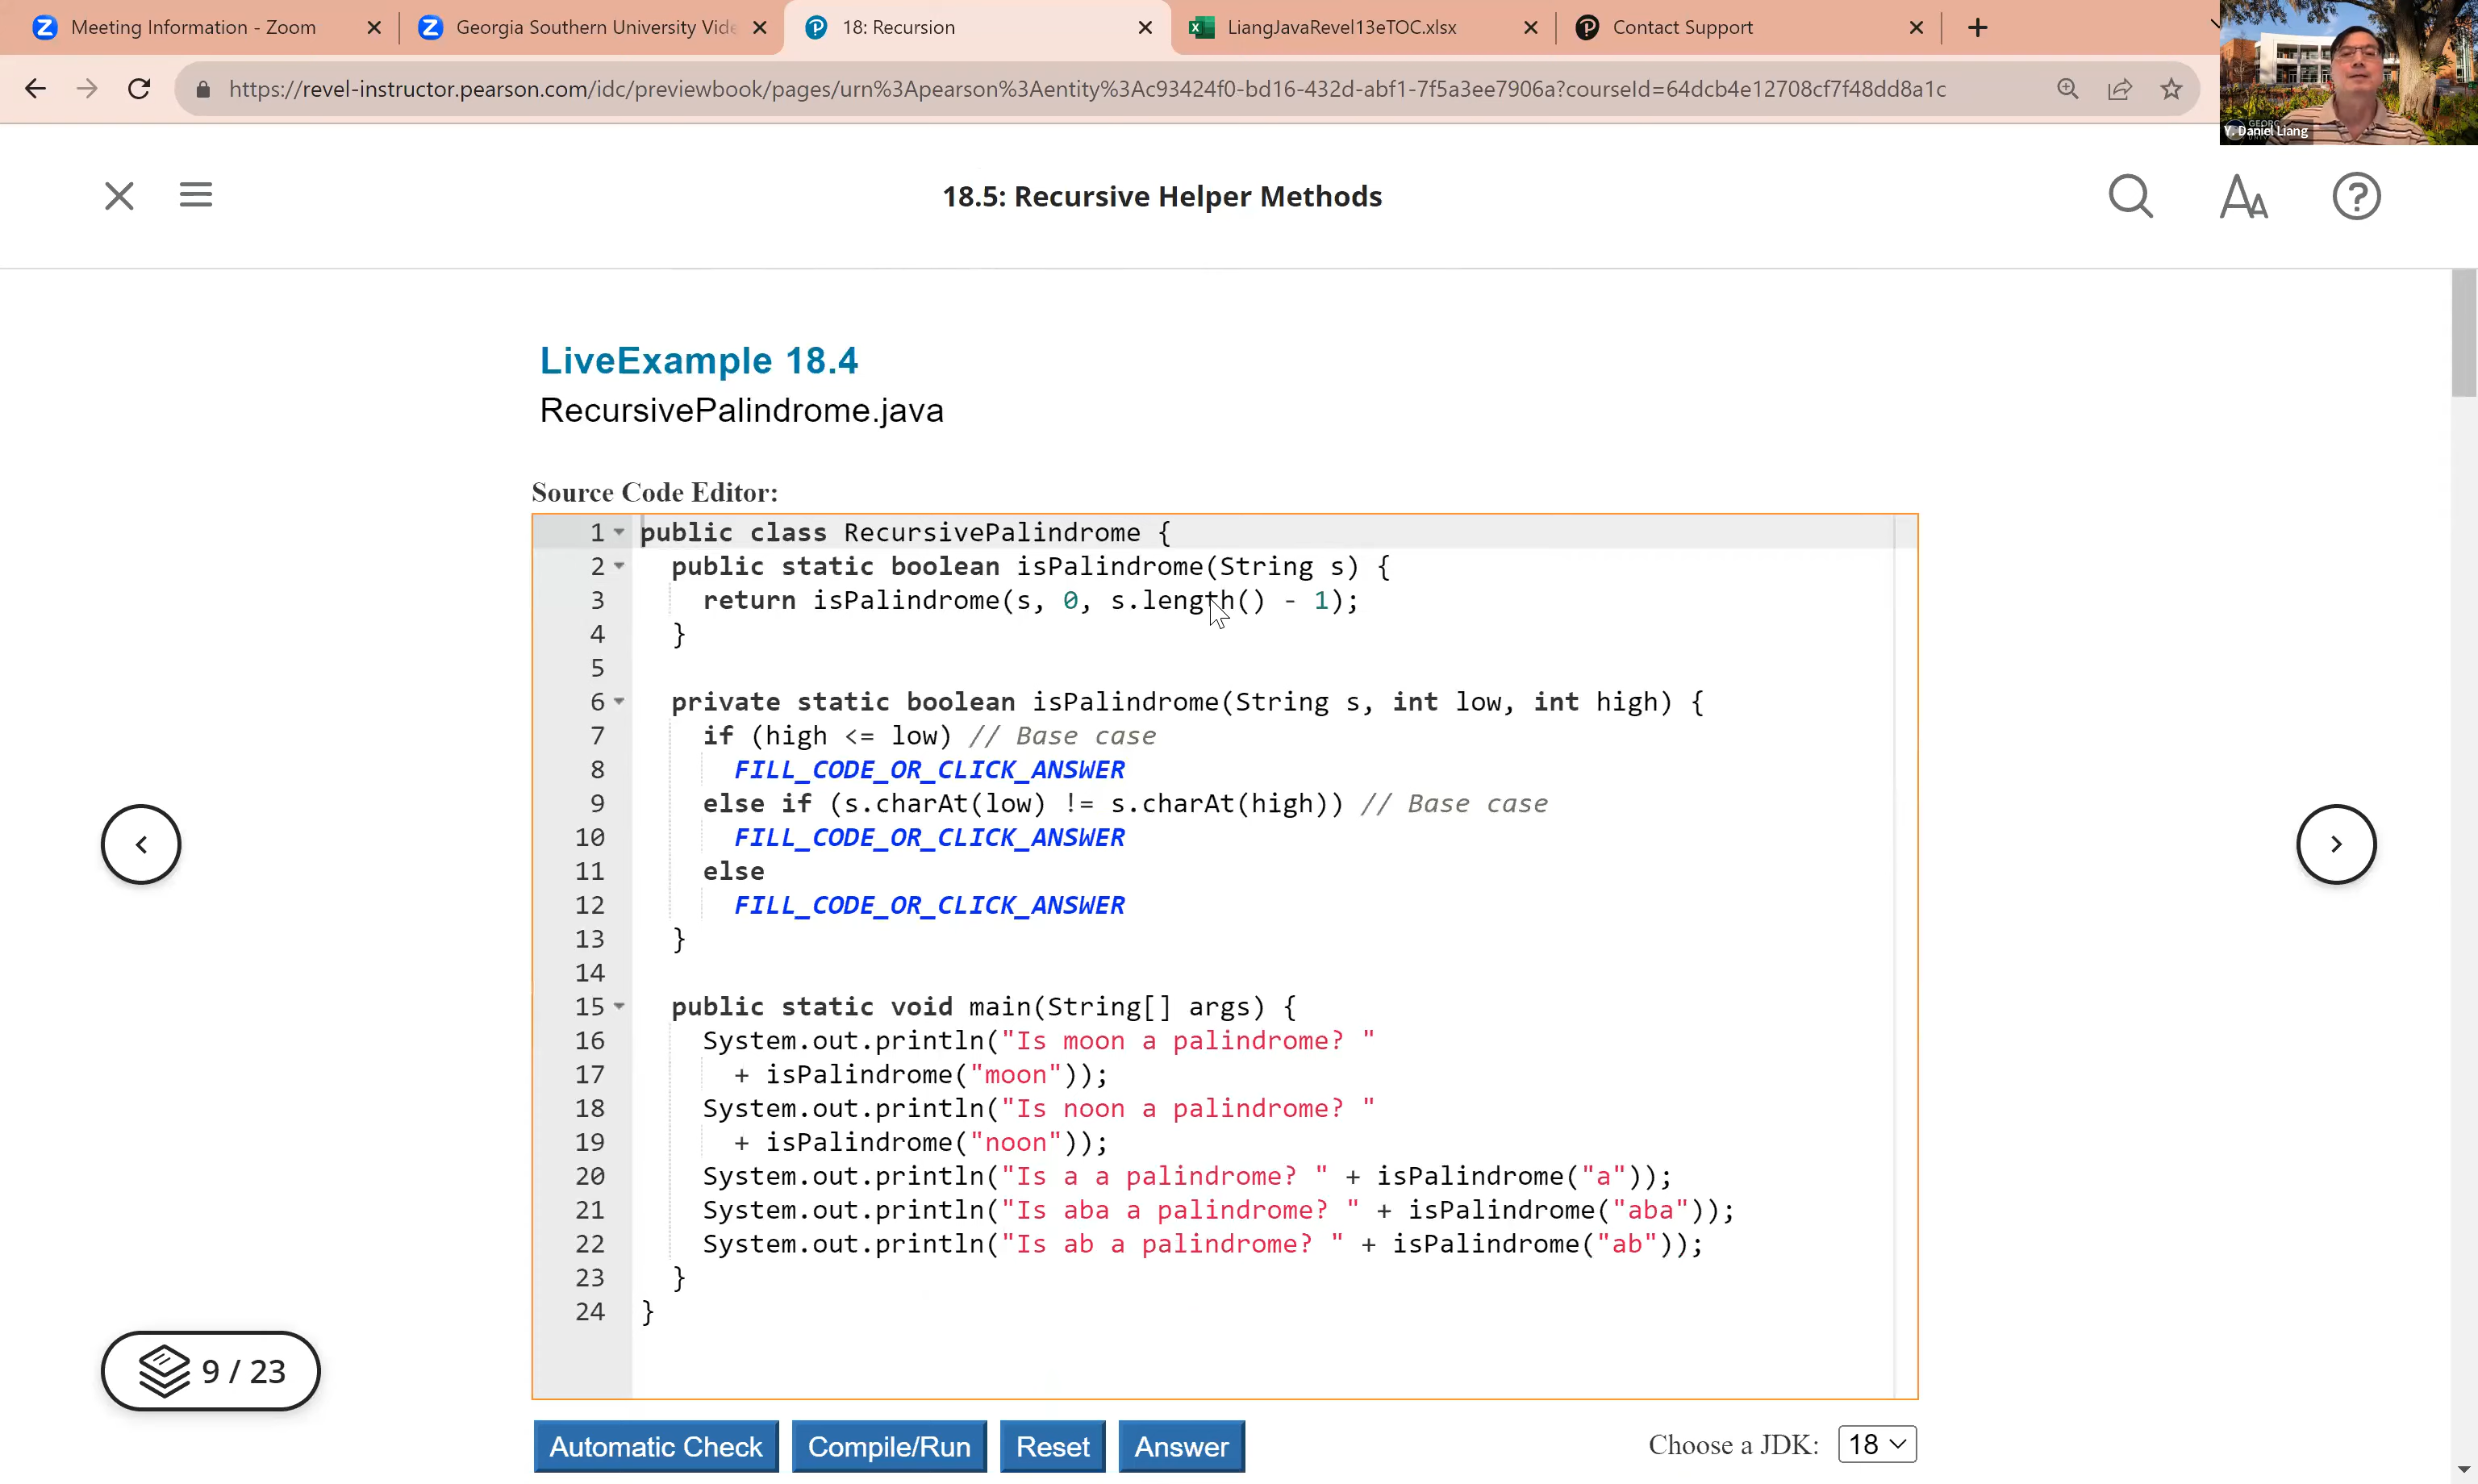 Meeting Information - Zoom
Georgia Southern University Vide
18: Recursion
LiangJavaRevel13eTOC.xlsx
Contact Support
https://revel-instructor.pearson.com/idc/previewbook/pages/urn%3Apearson%3Aentity%3Ac93424f0-bd16-432d-abf1-7f5a3ee7906a?courseId=64dcb4e12708cf7f48dd8a1c
Y. Daniel Liang
18.5: Recursive Helper Methods
LiveExample 18.4
RecursivePalindrome.java
Source Code Editor:
1 public class RecursivePalindrome {
2 public static boolean isPalindrome(String s) {
3 return isPalindrome(s, 0, s.length() - 1);
4 }
5
6 private static boolean isPalindrome(String s, int low, int high) {
7 if (high <= low) // Base case
8 FILL_CODE_OR_CLICK_ANSWER
9 else if (s.charAt(low) != s.charAt(high)) // Base case
10 FILL_CODE_OR_CLICK_ANSWER
11 else
12 FILL_CODE_OR_CLICK_ANSWER
13 }
14
15 public static void main(String[] args) {
16 System.out.println("Is moon a palindrome? "
17 + isPalindrome("moon"));
18 System.out.println("Is noon a palindrome? "
19 + isPalindrome("noon"));
20 System.out.println("Is a a palindrome? " + isPalindrome("a"));
21 System.out.println("Is aba a palindrome? " + isPalindrome("aba"));
22 System.out.println("Is ab a palindrome? " + isPalindrome("ab"));
23 }
24 }
9 / 23
Automatic Check
Compile/Run
Reset
Answer
Choose a JDK: 18